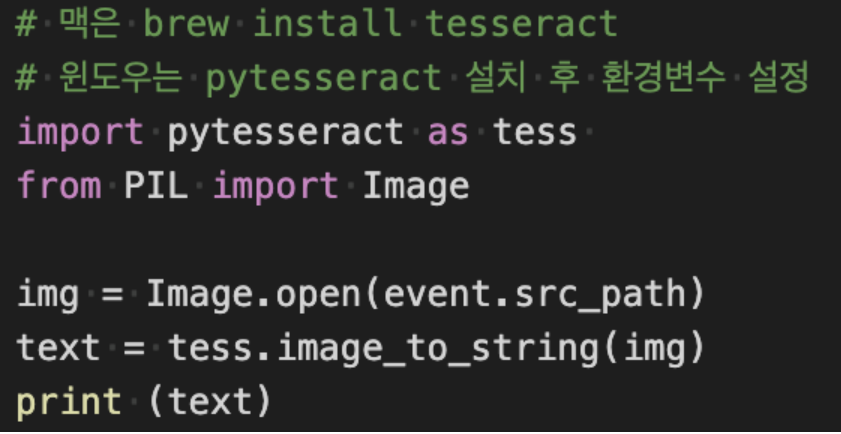 # 맥은 brew install tesseract
# 윈도우는 pytesseract 설치 후 환경변수 설정
import pytesseract as tess
from PIL import Image
img = Image.open(event.src_path)
text = tess.image_to_string(img)
print (text)